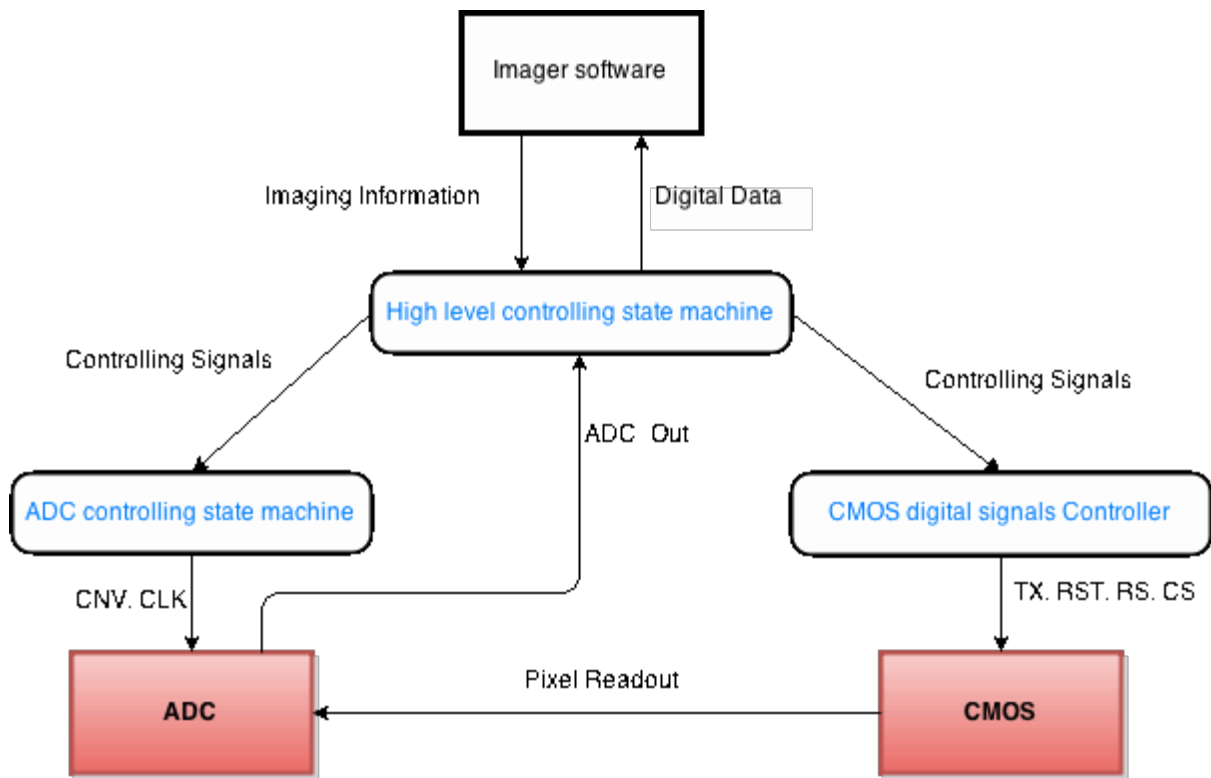 Imager software
Imaging Information
Digital Data
High level controlling state machine
Controlling Signals
Controlling Signals
ADC Out
ADC controlling state machine
CMOS digital signals Controller
CNV. CLK
TX. RST. RS. CS
Pixel Readout
ADC
CMOS